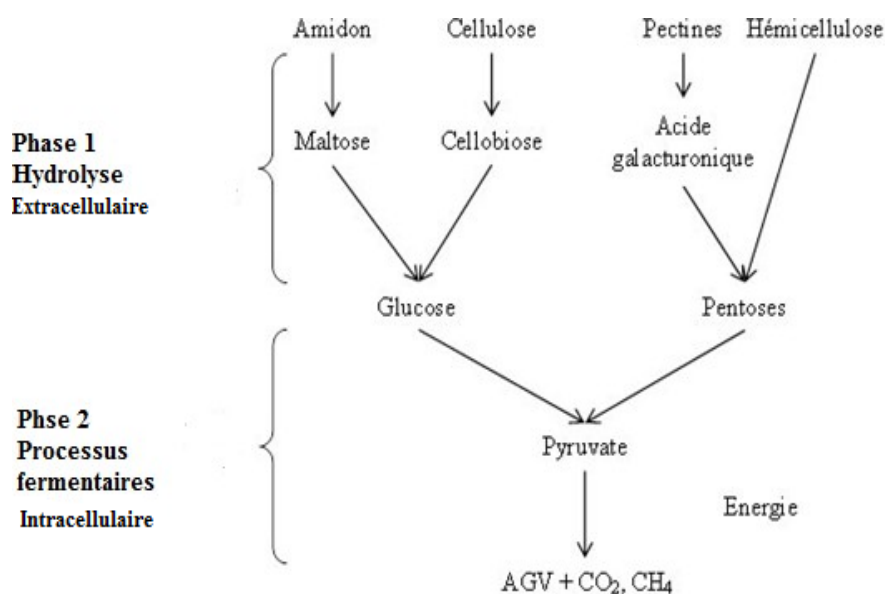 Amidon Cellulose Pectines Hémicellulose
Phase 1
Hydrolyse
Extracellulaire
Maltose Cellobiose Acide
galacturonique
Glucose Pentoses
Phse 2
Processus
fermentaires
Intracellulaire
Pyruvate
Energie
AGV + CO₂, CH₄